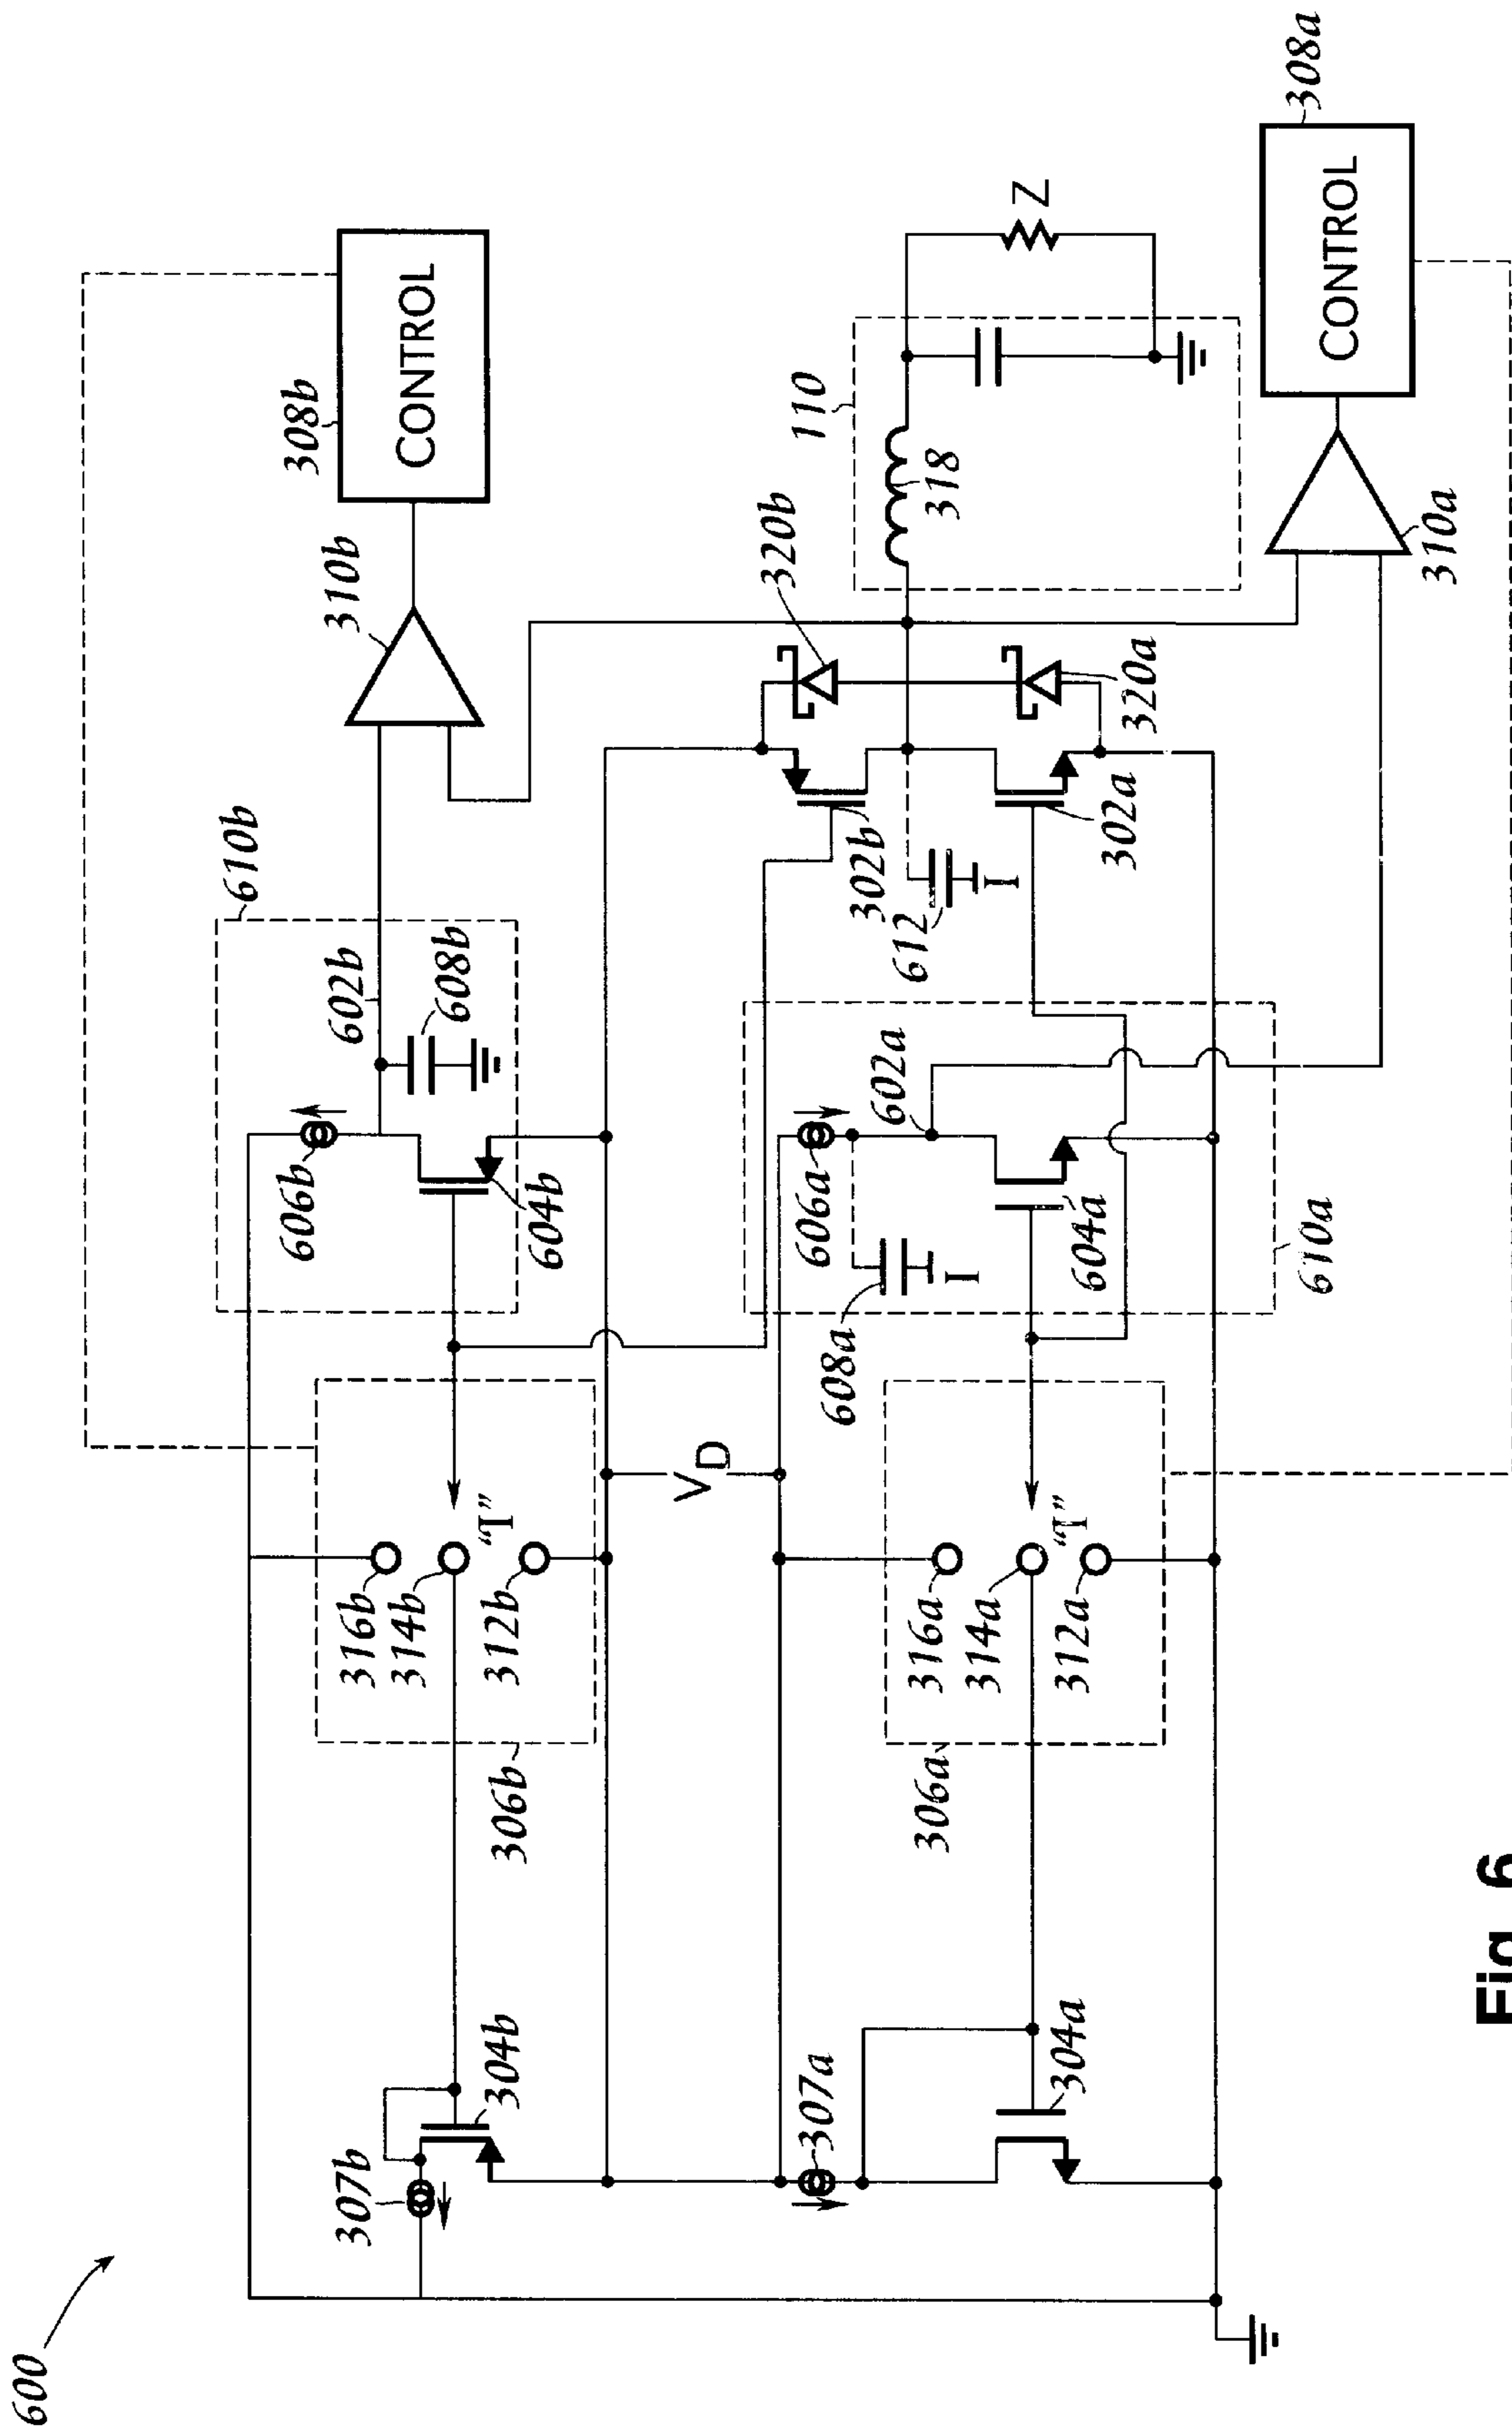 600
307b
304b
306b
316b
314b
"I"
312b
606b
604b
602b
608b
610b
310b
308b
CONTROL
V_D
307a
304a
306a
316a
314a
"I"
312a
608a
I
606a
602a
604a
610a
612
I
302b
302a
320b
320a
110
318
Z
310a
308a
CONTROL
Fig. 6